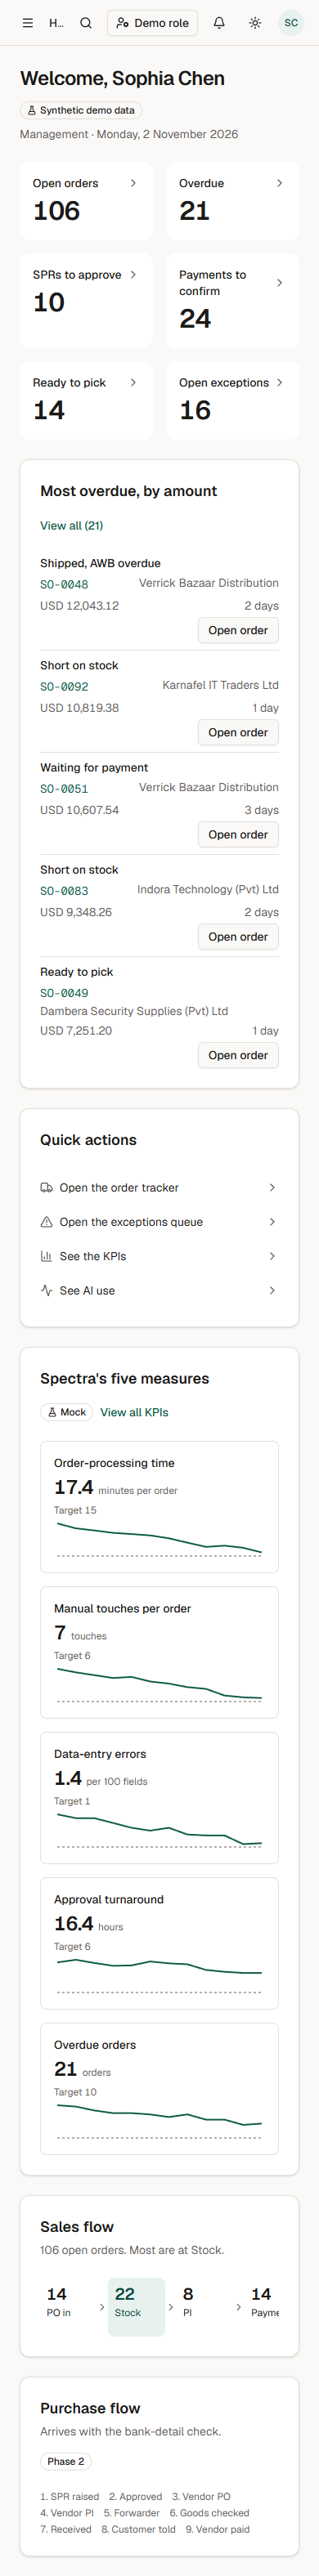 H...
Demo role
SC
Welcome, Sophia Chen
Synthetic demo data
Management · Monday, 2 November 2026
Open orders
106
Overdue
21
SPRs to approve
10
Payments to
confirm
24
Ready to pick
14
Open exceptions
16
Most overdue, by amount
View all (21)
Shipped, AWB overdue
SO-0048 Verrick Bazaar Distribution
USD 12,043.12 2 days
Open order
Short on stock
SO-0092 Karnafel IT Traders Ltd
USD 10,819.38 1 day
Open order
Waiting for payment
SO-0051 Verrick Bazaar Distribution
USD 10,607.54 3 days
Open order
Short on stock
SO-0083 Indora Technology (Pvt) Ltd
USD 9,348.26 2 days
Open order
Ready to pick
SO-0049
Dambera Security Supplies (Pvt) Ltd
USD 7,251.20 1 day
Open order
Quick actions
Open the order tracker
Open the exceptions queue
See the KPIs
See AI use
Spectra's five measures
Mock View all KPIs
Order-processing time
17.4 minutes per order
Target 15
Manual touches per order
7 touches
Target 6
Data-entry errors
1.4 per 100 fields
Target 1
Approval turnaround
16.4 hours
Target 6
Overdue orders
21 orders
Target 10
Sales flow
106 open orders. Most are at Stock.
14 22 8 14
PO in Stock PI Payme
Purchase flow
Arrives with the bank-detail check.
Phase 2
1. SPR raised 2. Approved 3. Vendor PO
4. Vendor PI 5. Forwarder 6. Goods checked
7. Received 8. Customer told 9. Vendor paid